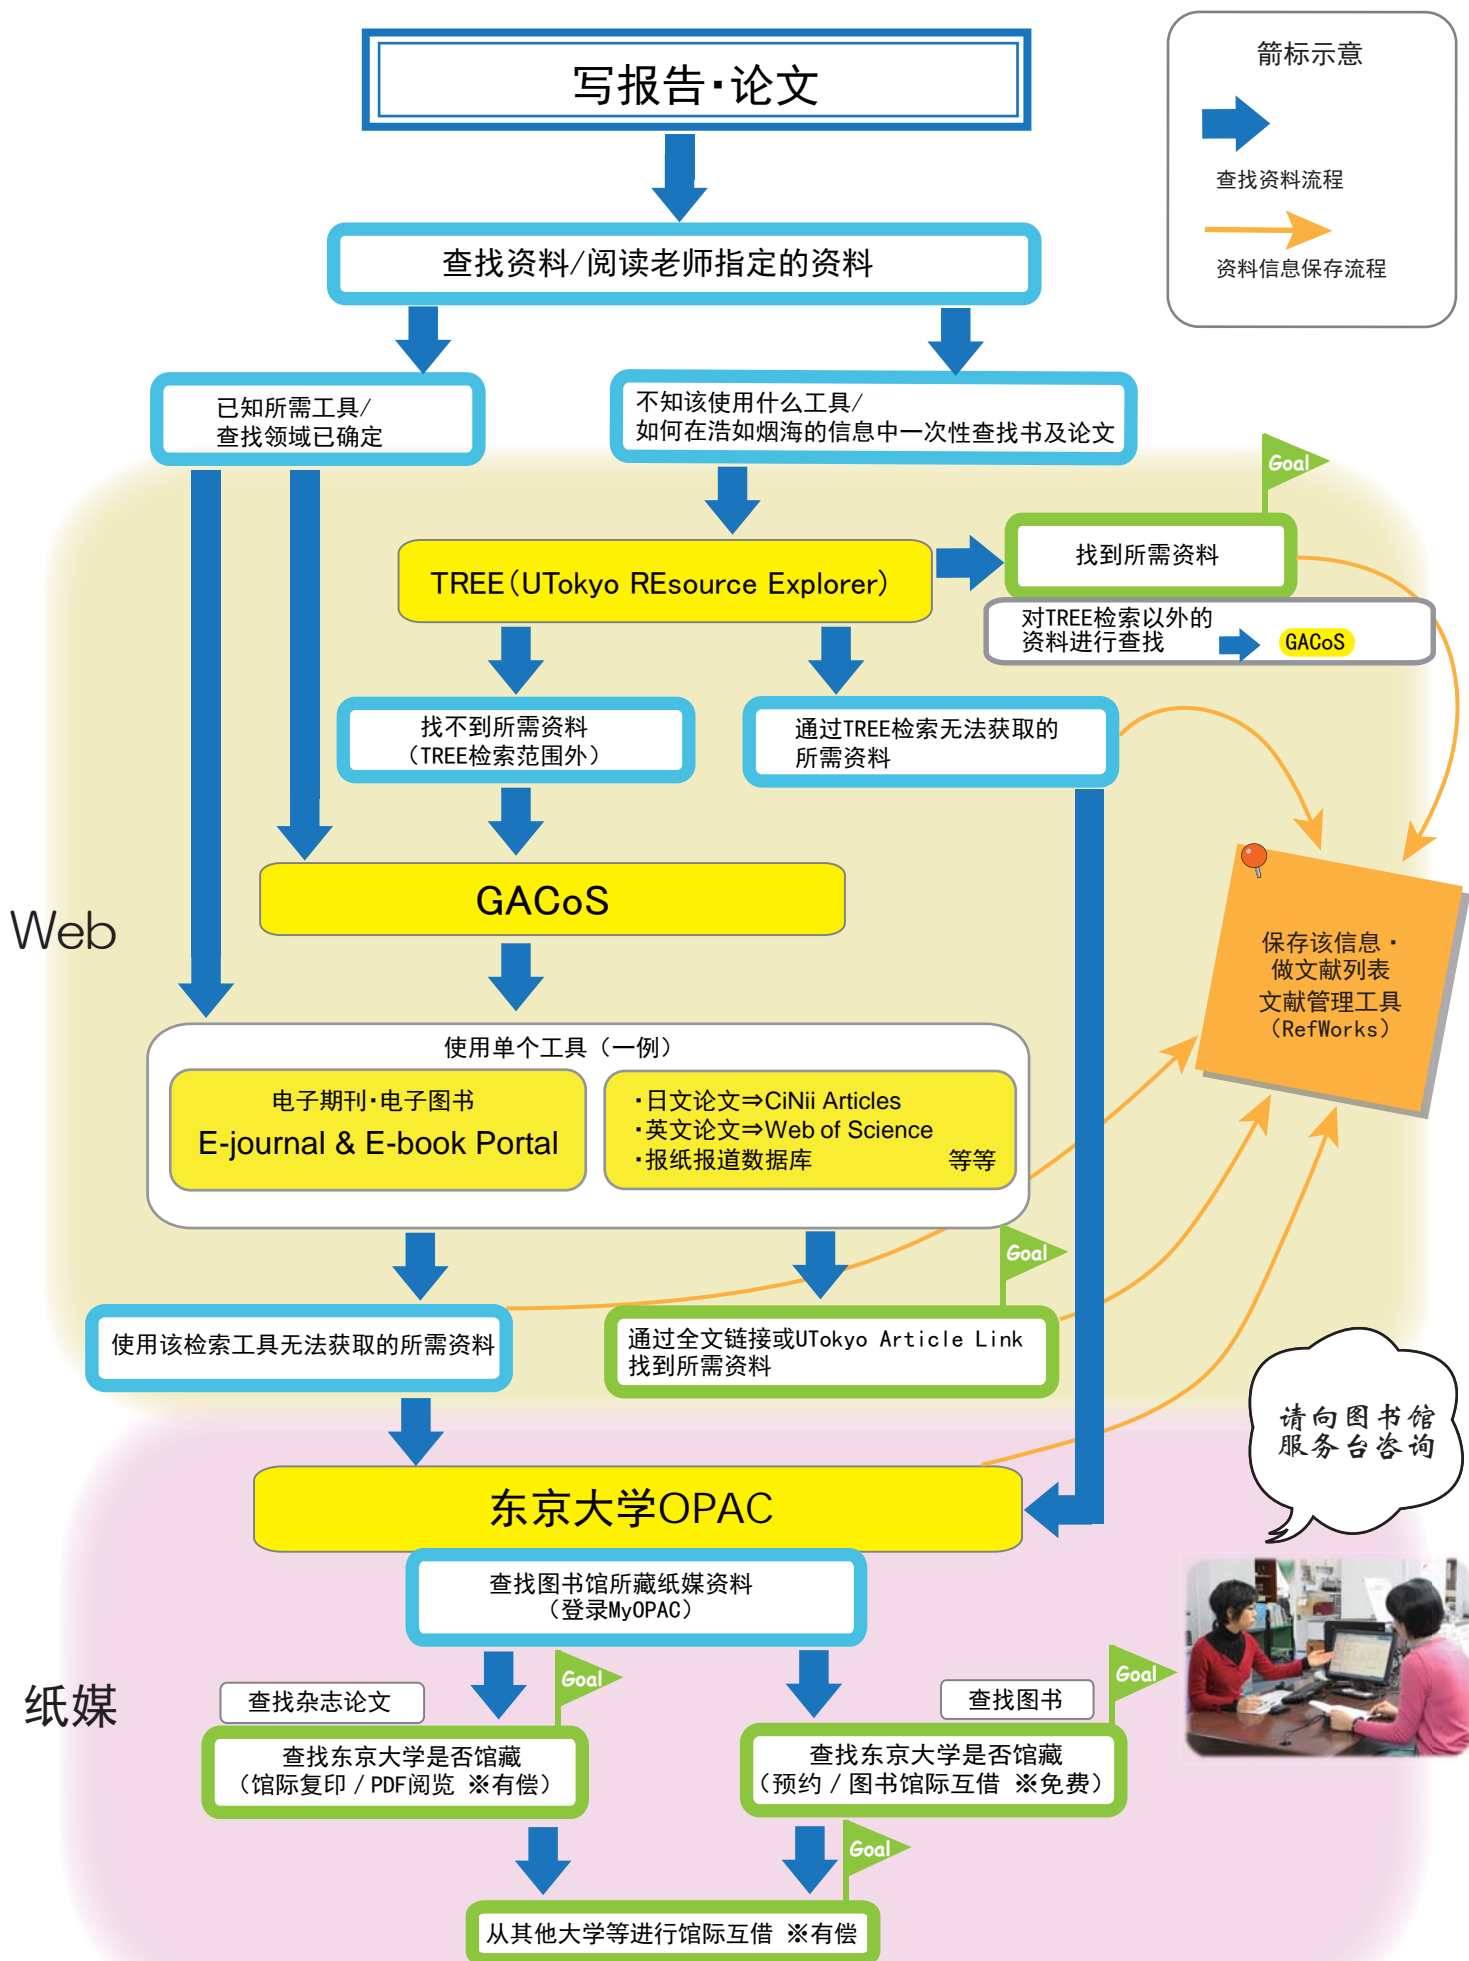 写报告·论文
箭标示意
查找资料流程
资料信息保存流程
查找资料/阅读老师指定的资料
已知所需工具/
查找领域已确定
不知该使用什么工具/
如何在浩如烟海的信息中一次性查找书及论文
Goal
TREE(UTokyo REsource Explorer)
找到所需资料
对TREE检索以外的
资料进行查找
GACoS
找不到所需资料
（TREE检索范围外）
通过TREE检索无法获取的
所需资料
GACoS
Web
保存该信息·
做文献列表
文献管理工具
（RefWorks）
使用单个工具（一例）
电子期刊·电子图书
E-journal & E-book Portal
·日文论文⇒CiNii Articles
·英文论文⇒Web of Science
·报纸报道数据库 等等
Goal
使用该检索工具无法获取的所需资料
通过全文链接或UTokyo Article Link
找到所需资料
请向图书馆
服务台咨询
东京大学OPAC
查找图书馆所藏纸媒资料
（登录MyOPAC）
纸媒
Goal
Goal
查找杂志论文
查找图书
查找东京大学是否馆藏
（馆际复印／PDF阅览 ※有偿）
查找东京大学是否馆藏
（预约／图书馆际互借 ※免费）
Goal
从其他大学等进行馆际互借 ※有偿